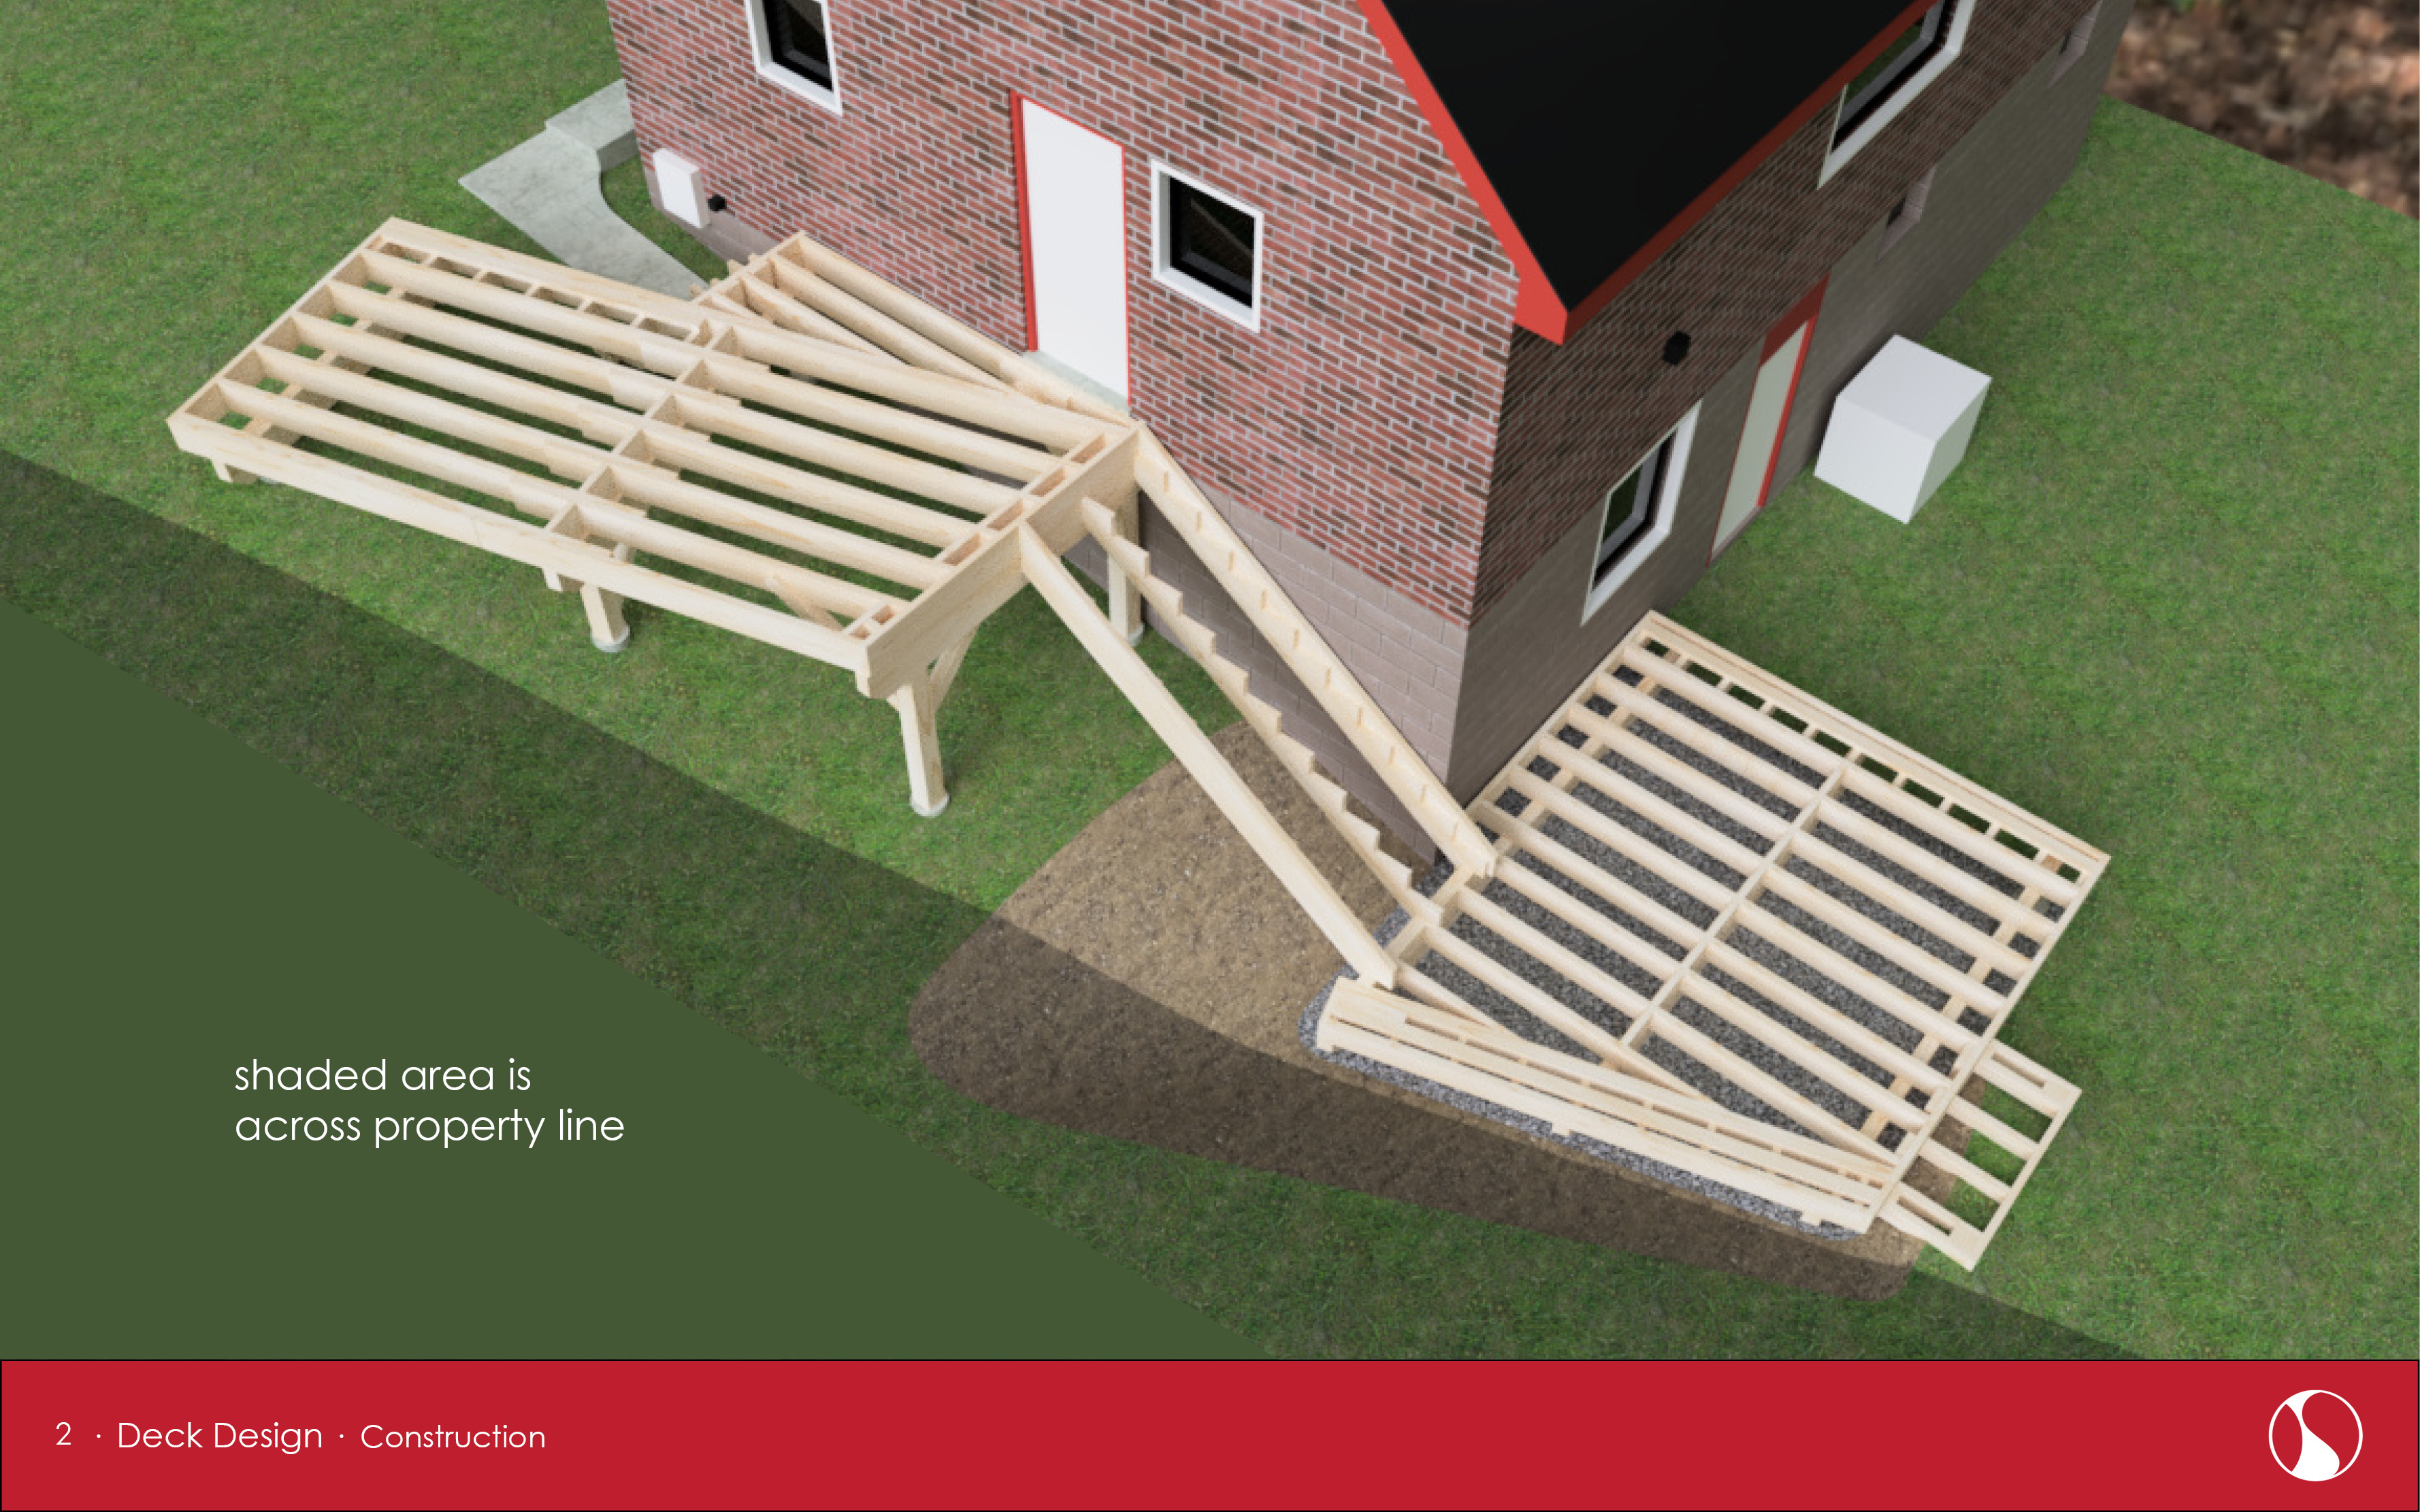 shaded area is
across property line
2 · Deck Design · Construction